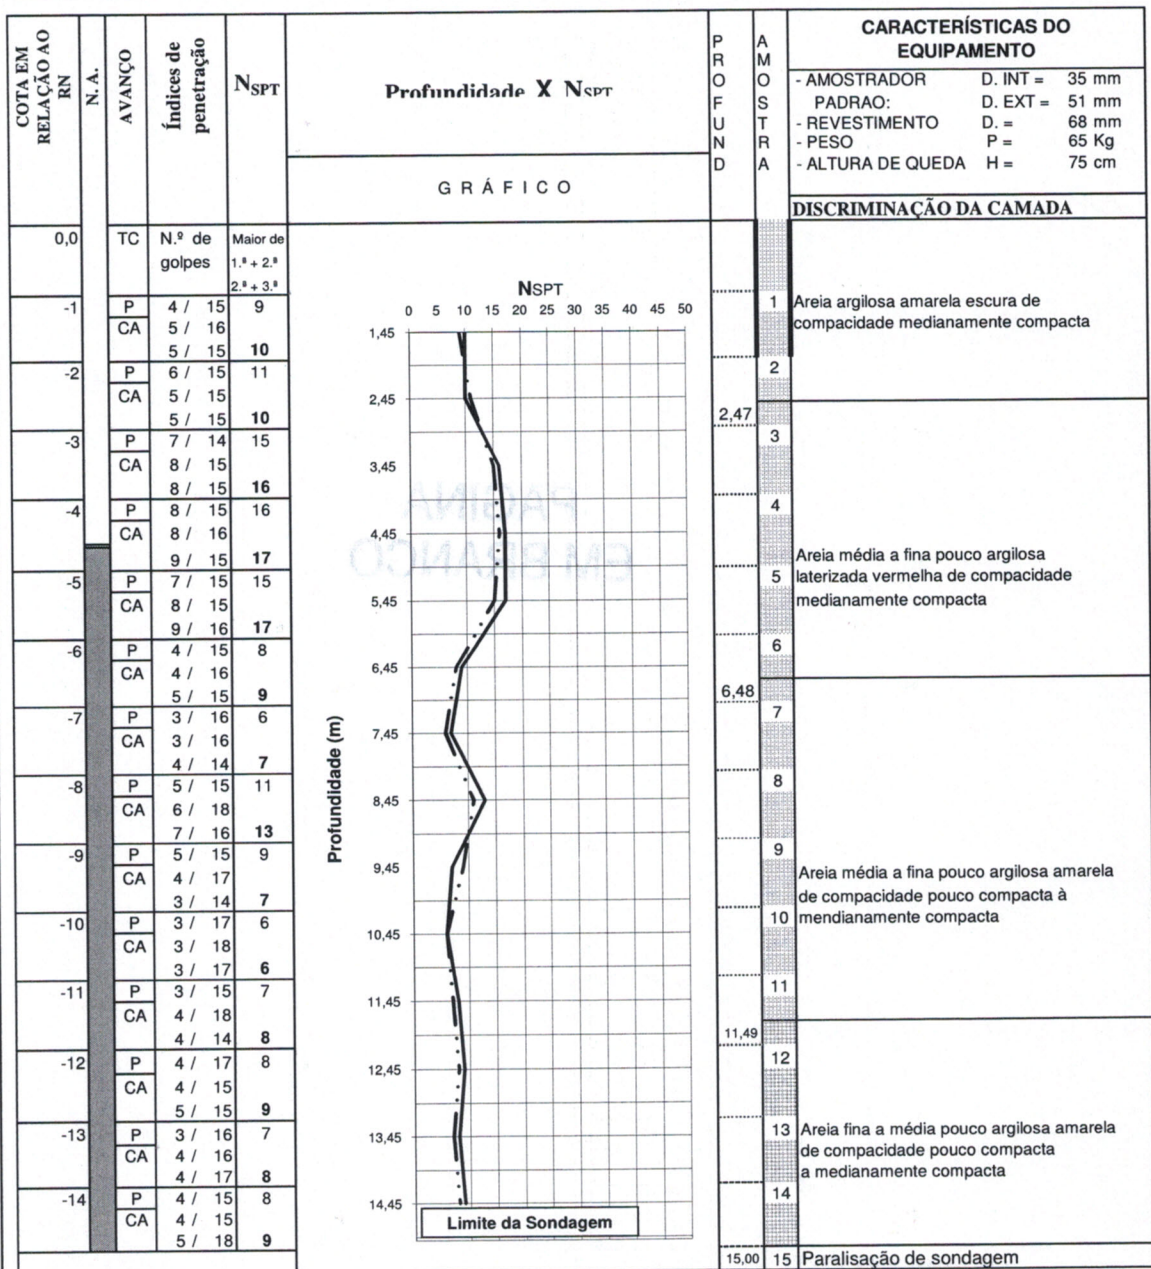 COTA EM RELAÇÃO AO RN
N. A.
AVANÇO
Índices de penetração
NSPT
Profundidade X NSPT
GRÁFICO
PROFUND
AMOSTRA
CARACTERÍSTICAS DO
EQUIPAMENTO
- AMOSTRADOR D. INT = 35 mm
PADRAO: D. EXT = 51 mm
- REVESTIMENTO D. = 68 mm
- PESO P = 65 Kg
- ALTURA DE QUEDA H = 75 cm
DISCRIMINAÇÃO DA CAMADA
0,0 TC N.º de golpes
Maior de
1.ª + 2.ª
2.ª + 3.ª
-1 P 4 / 15 9
CA 5 / 16
5 / 15 10
-2 P 6 / 15 11
CA 5 / 15
5 / 15 10
-3 P 7 / 14 15
CA 8 / 15
8 / 15 16
-4 P 8 / 15 16
CA 8 / 16
9 / 15 17
-5 P 7 / 15 15
CA 8 / 15
9 / 16 17
-6 P 4 / 15 8
CA 4 / 16
5 / 15 9
-7 P 3 / 16 6
CA 3 / 16
4 / 14 7
-8 P 5 / 15 11
CA 6 / 18
7 / 16 13
-9 P 5 / 15 9
CA 4 / 17
3 / 14 7
-10 P 3 / 17 6
CA 3 / 18
3 / 17 6
-11 P 3 / 15 7
CA 4 / 18
4 / 14 8
-12 P 4 / 17 8
CA 4 / 15
5 / 15 9
-13 P 3 / 16 7
CA 4 / 16
4 / 17 8
-14 P 4 / 15 8
CA 4 / 15
5 / 18 9
NSPT
0 5 10 15 20 25 30 35 40 45 50
Profundidade (m)
1,45
2,45
3,45
4,45
5,45
6,45
7,45
8,45
9,45
10,45
11,45
12,45
13,45
14,45
PAGINA
EM BRANCO
Limite da Sondagem
1
Areia argilosa amarela escura de
compacidade medianamente compacta
2
2,47
3
4
5
Areia média a fina pouco argilosa
laterizada vermelha de compacidade
medianamente compacta
6
6,48
7
8
9
Areia média a fina pouco argilosa amarela
de compacidade pouco compacta à
mendianamente compacta
10
11
11,49
12
13
Areia fina a média pouco argilosa amarela
de compacidade pouco compacta
a medianamente compacta
14
15,00 15 Paralisação de sondagem